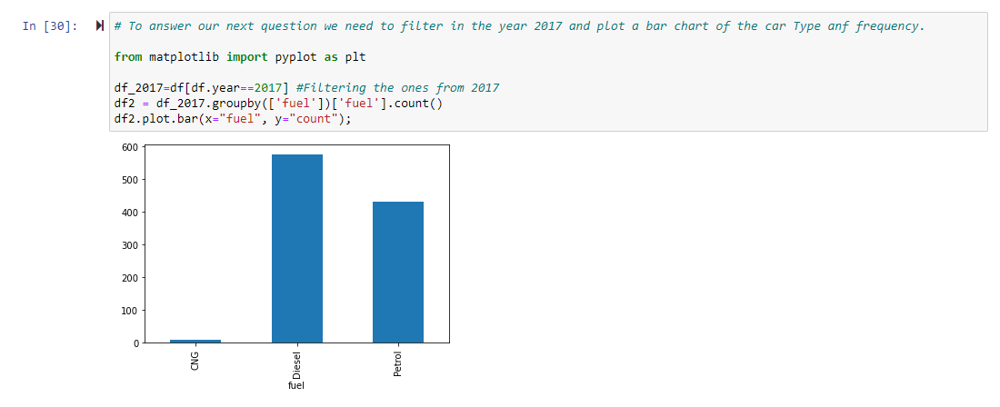 In [30]:
# To answer our next question we need to filter in the year 2017 and plot a bar chart of the car Type anf frequency.
from matplotlib import pyplot as plt
df_2017=df[df.year==2017] #Filtering the ones from 2017
df2 = df_2017.groupby(['fuel'])['fuel'].count()
df2.plot.bar(x="fuel", y="count");
600
500
400
300
200
100
0
CNG
Diesel
Petrol
fuel